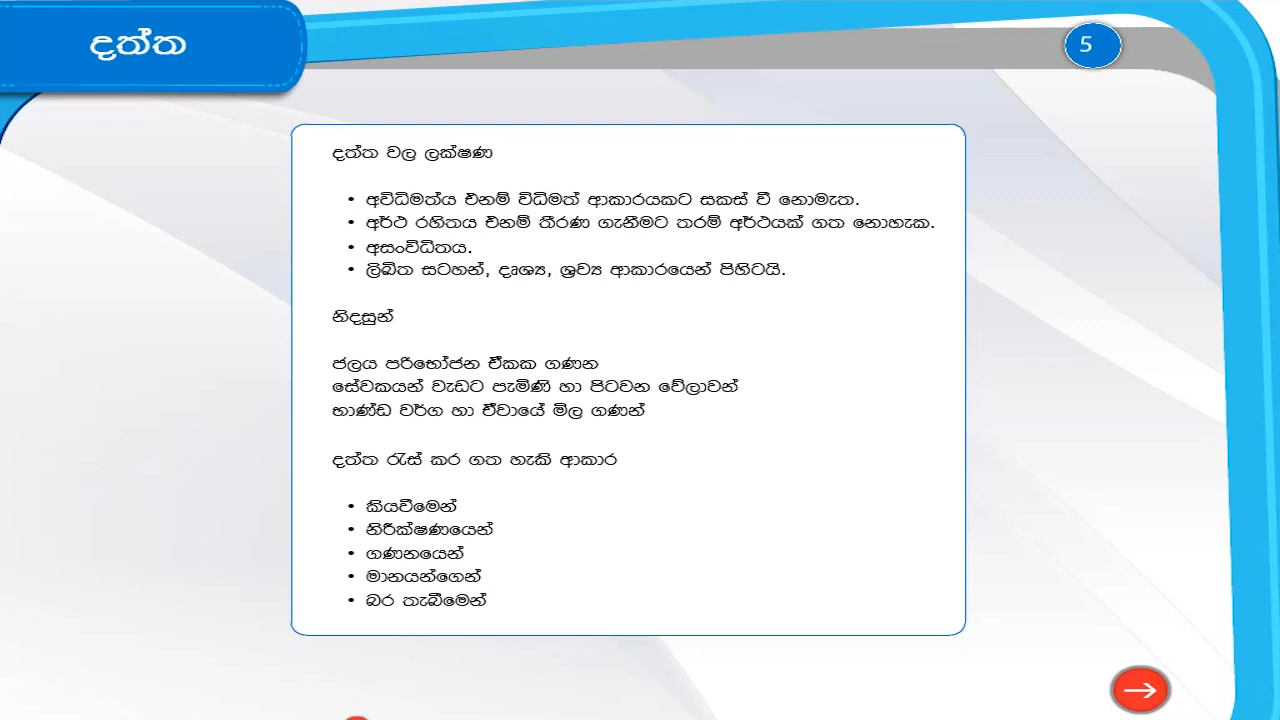 දත්ත
5
දත්ත වල ලක්ෂණ
• අවිධිමත්ය එනම් විධිමත් ආකාරයකට සකස් වී නොමැත.
• අර්ථ රහිතය එනම් තීරණ ගැනීමට තරම් අර්ථයක් ගත නොහැක.
• අසංවිධිතය.
• ලිඛිත සටහන්, දෘශ්‍ය, ශ්‍රව්‍ය ආකාරයෙන් පිහිටයි.
නිදසුන්
ජලය පරිභෝජන ඒකක ගණන
සේවකයන් වැඩට පැමිණි හා පිටවන වේලාවන්
භාණ්ඩ වර්ග හා ඒවායේ මිල ගණන්
දත්ත රැස් කර ගත හැකි ආකාර
• කියවීමෙන්
• නිරීක්ෂණයෙන්
• ගණනයෙන්
• මානයන්ගෙන්
• බර තැබීමෙන්